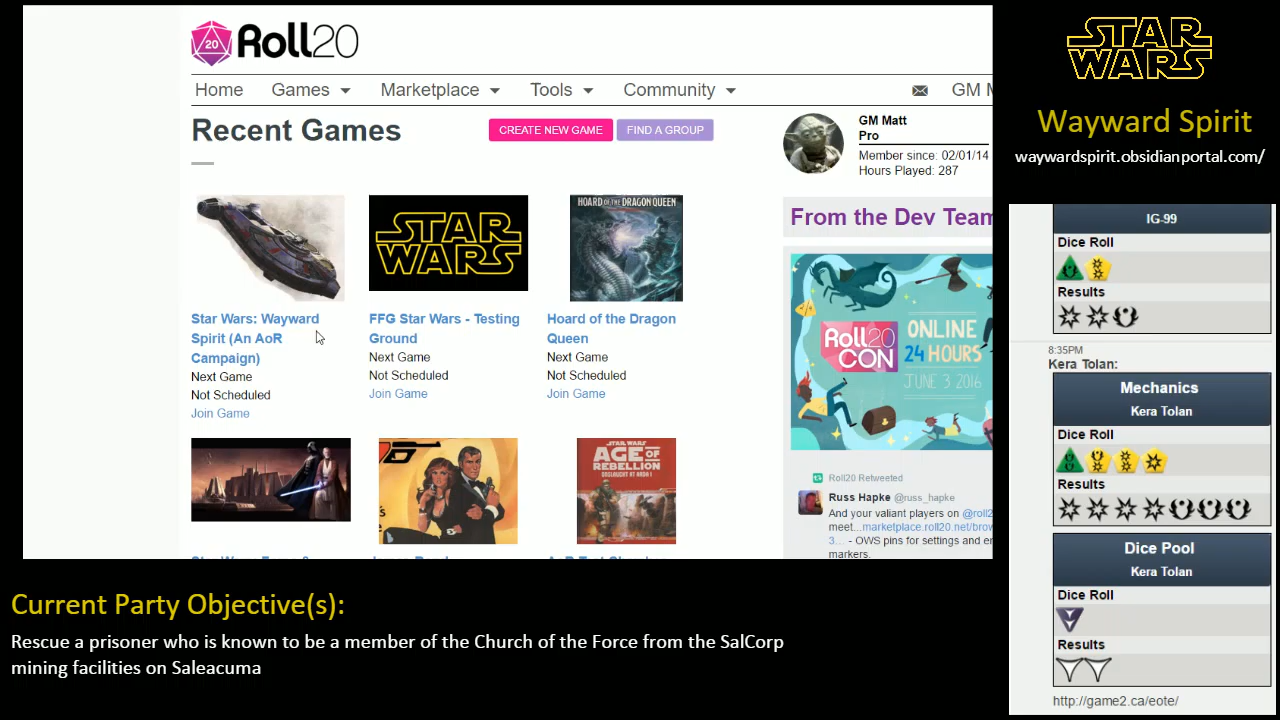 Roll20
20
Home
Games
Marketplace
Tools
Community
GM M
Recent Games
CREATE NEW GAME
FIND A GROUP
GM Matt
Pro
Member since: 02/01/14
Hours Played: 287
STAR
WARS
HOARD OF THE DRAGON QUEEN
From the Dev Team
Star Wars: Wayward
Spirit (An AoR
Campaign)
Next Game
Not Scheduled
Join Game
FFG Star Wars - Testing
Ground
Next Game
Not Scheduled
Join Game
Hoard of the Dragon
Queen
Next Game
Not Scheduled
Join Game
Roll20
CON
ONLINE
24 HOURS
JUNE 3 2016
STAR WARS
AGE OF
REBELLION
Roll20 Retweeted
Russ Hapke @russ_hapke
And your valiant players on @roll2
meet...marketplace.roll20.net/brow
3... - OWS pins for settings and en
markers.
STAR
WARS
Wayward Spirit
waywardspirit.obsidianportal.com/
IG-99
Dice Roll
Results
8:35PM
Kera Tolan:
Mechanics
Kera Tolan
Dice Roll
Results
Dice Pool
Kera Tolan
Dice Roll
Results
http://game2.ca/eote/
Current Party Objective(s):
Rescue a prisoner who is known to be a member of the Church of the Force from the SalCorp
mining facilities on Saleacuma